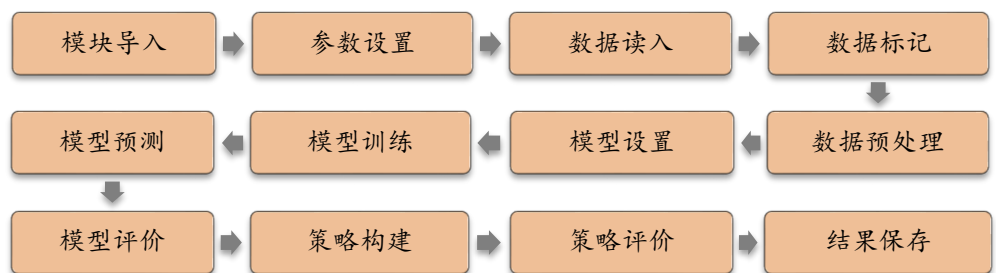 模块导入
参数设置
数据读入
数据标记
数据预处理
模型设置
模型训练
模型预测
模型评价
策略构建
策略评价
结果保存